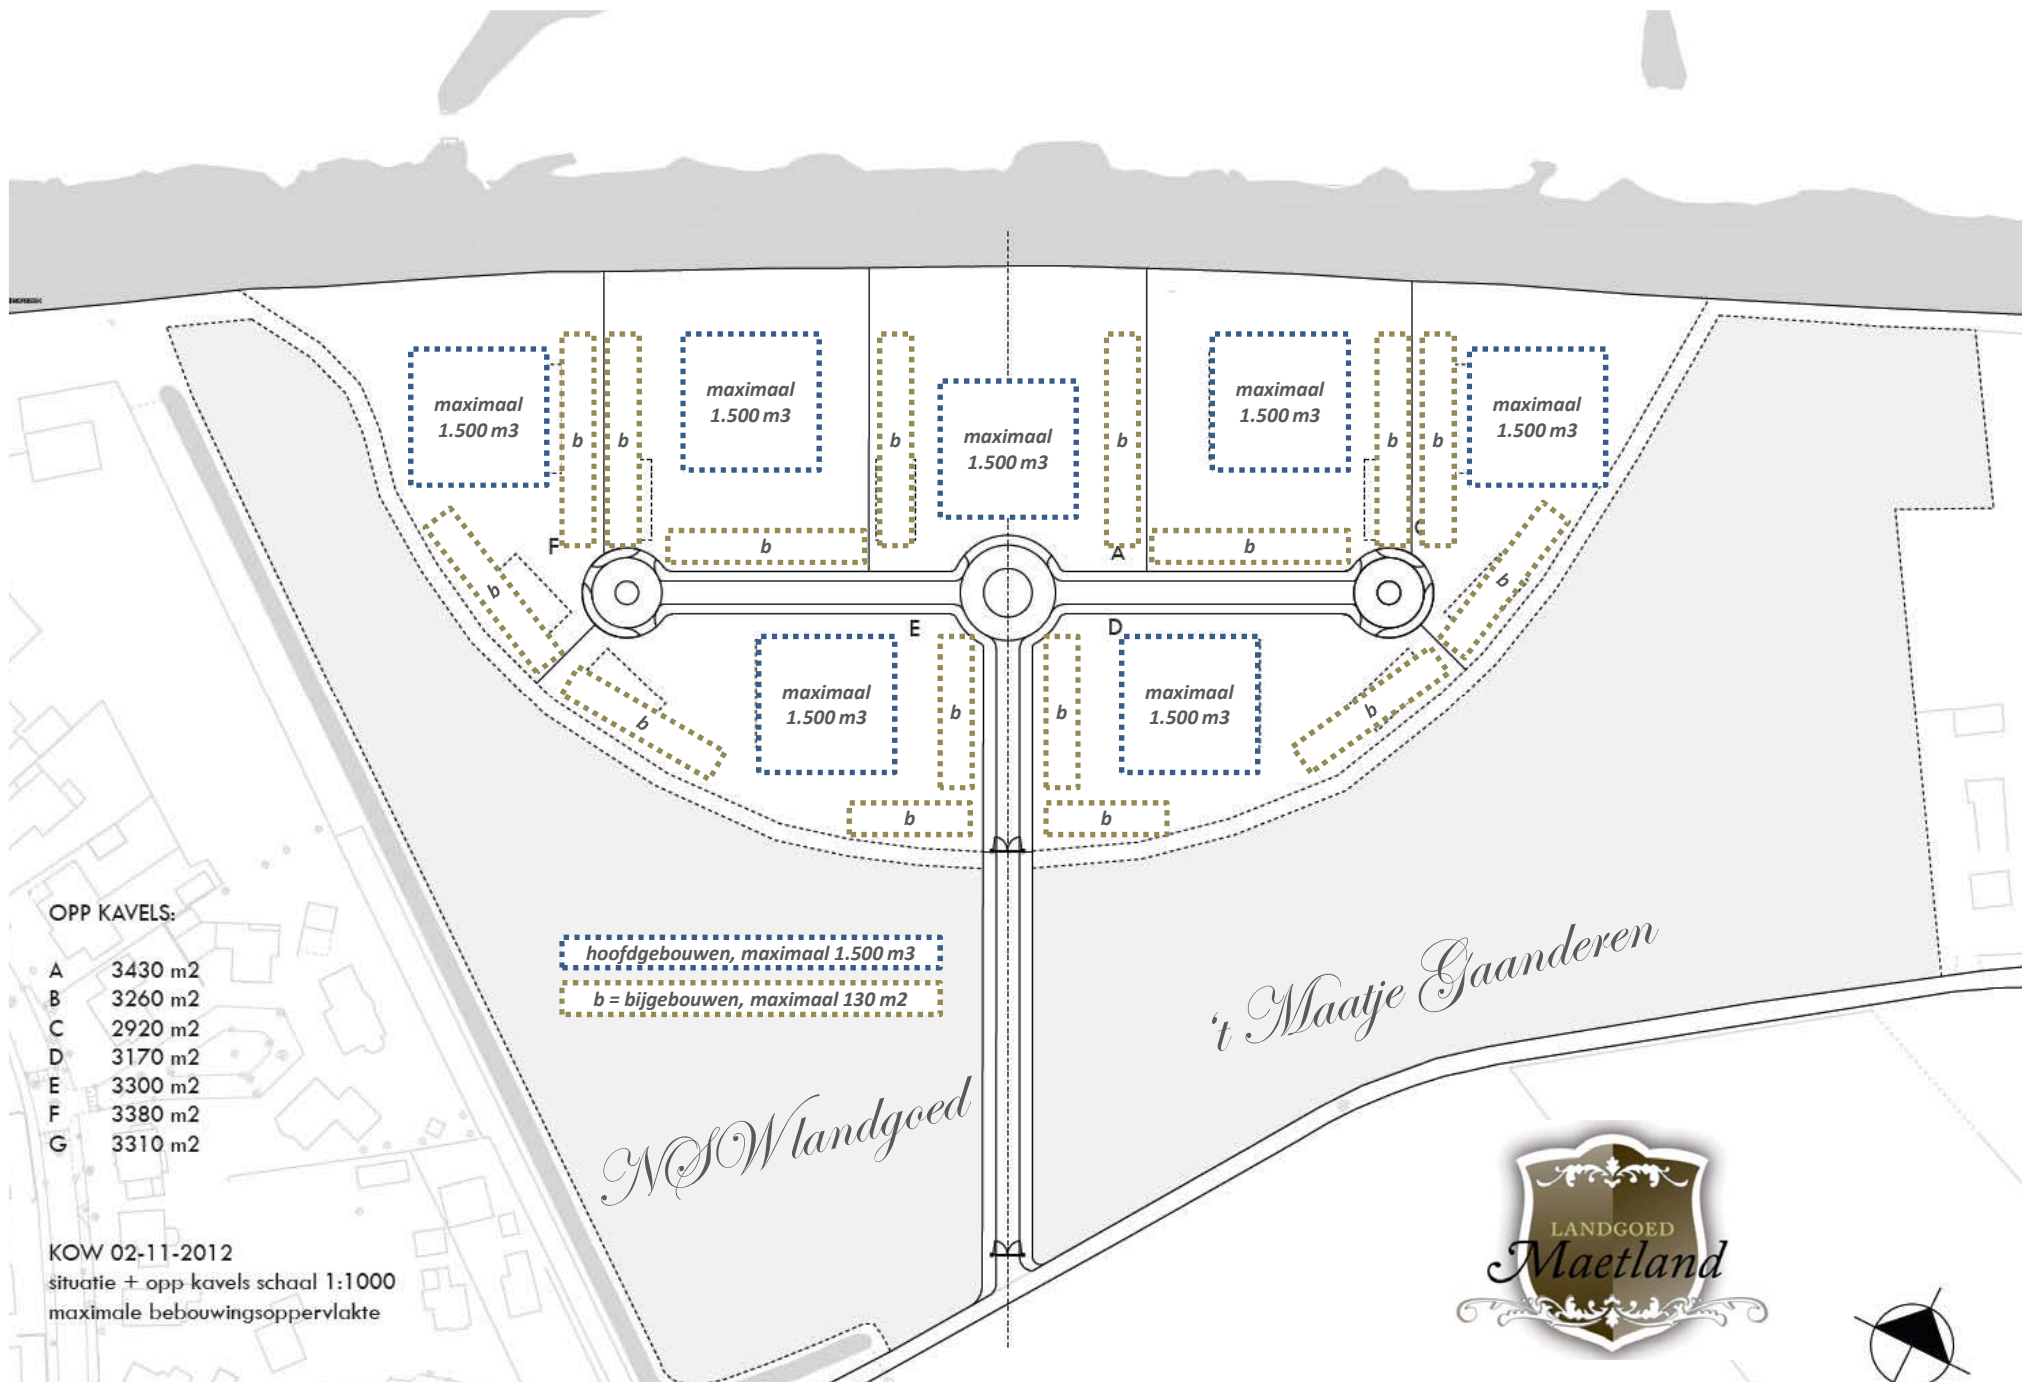 maximaal
1.500 m3
b
b
maximaal
1.500 m3
b
maximaal
1.500 m3
b
maximaal
1.500 m3
b
b
maximaal
1.500 m3
F
b
A
b
C
b
b
E
D
maximaal
1.500 m3
b
b
maximaal
1.500 m3
b
b
b
b
OPP KAVELS:
A 3430 m2
B 3260 m2
C 2920 m2
D 3170 m2
E 3300 m2
F 3380 m2
G 3310 m2
hoofdgebouwen, maximaal 1.500 m3
b = bijgebouwen, maximaal 130 m2
't Maatje Gaanderen
NSW landgoed
KOW 02-11-2012
situatie + opp kavels schaal 1:1000
maximale bebouwingsoppervlakte
LANDGOED
Maetland